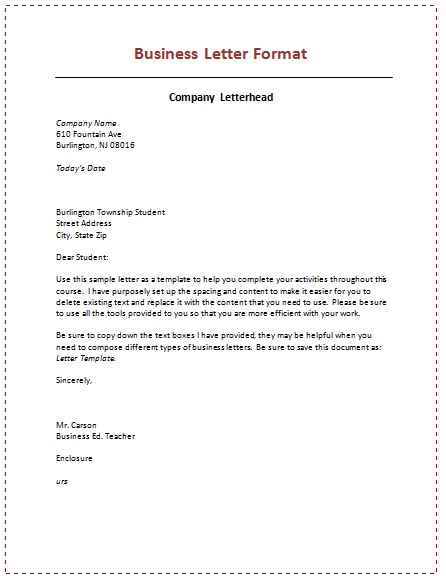 Business Letter Format
Company Letterhead
Company Name
610 Fountain Ave
Burlington, NJ 08016
Today's Date
Burlington Township Student
Street Address
City, State Zip
Dear Student:
Use this sample letter as a template to help you complete your activities throughout this
course. I have purposely set up the spacing and content to make it easier for you to
delete existing text and replace it with the content that you need to use. Please be sure
to use all the tools provided to you so that you are more efficient with your work.
Be sure to copy down the text boxes I have provided, they may be helpful when you
need to compose different types of business letters. Be sure to save this document as:
Letter Template.
Sincerely,
Mr. Carson
Business Ed. Teacher
Enclosure
urs